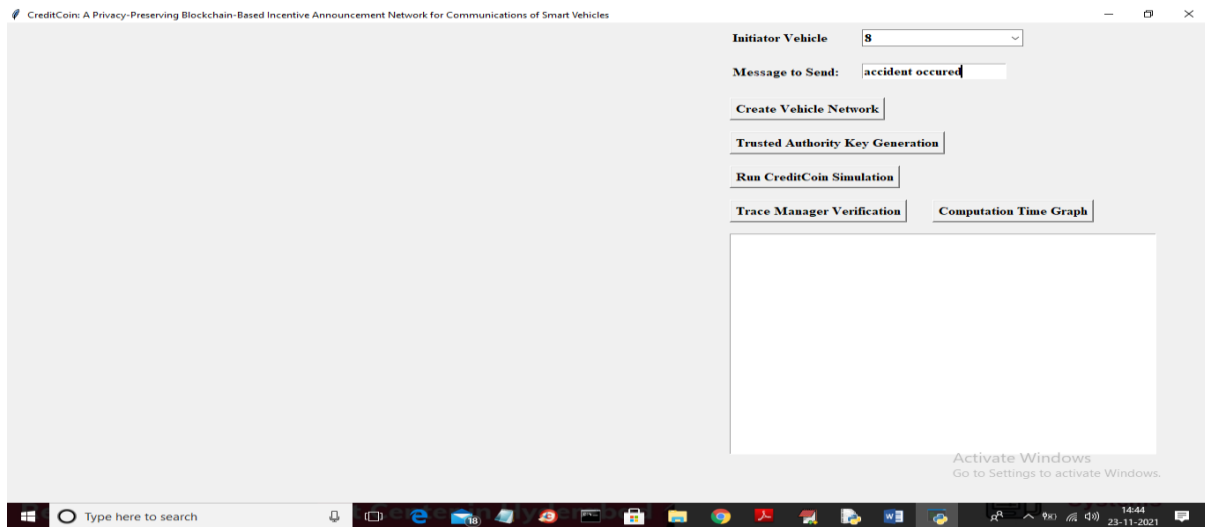 CreditCoin: A Privacy-Preserving Blockchain-Based Incentive Announcement Network for Communications of Smart Vehicles
Initiator Vehicle 8
Message to Send: accident occured
Create Vehicle Network
Trusted Authority Key Generation
Run CreditCoin Simulation
Trace Manager Verification Computation Time Graph
Activate Windows
Go to Settings to activate Windows.
Type here to search
18
14:44
23-11-2021